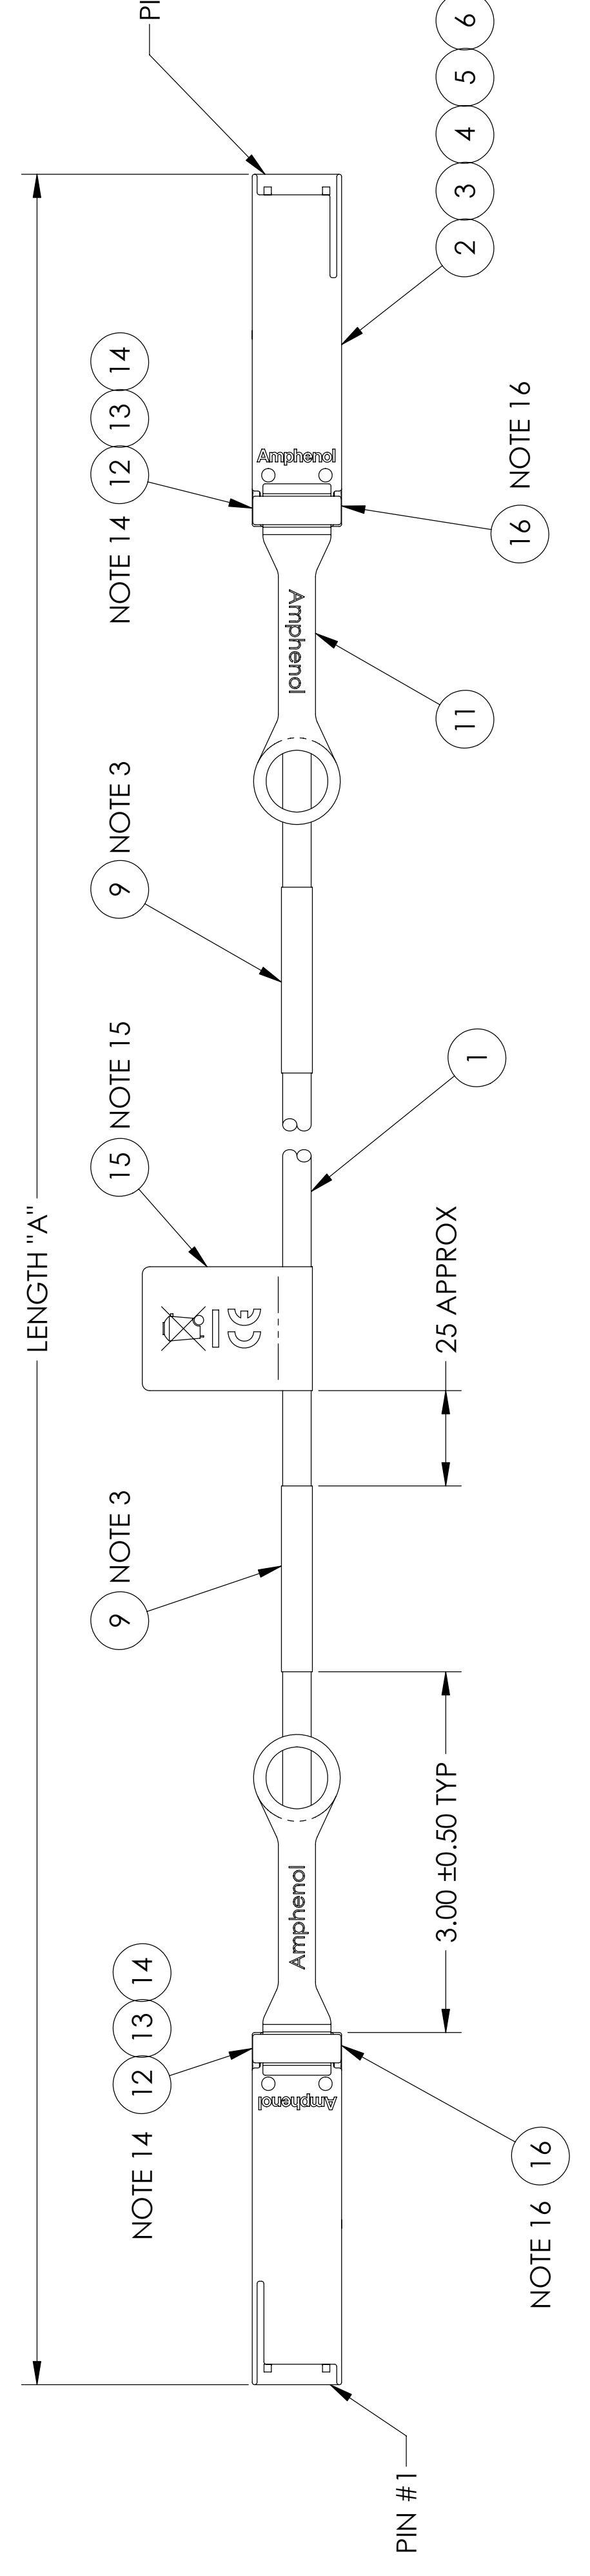 LENGTH "A"
NOTE 14 12 13 14
9 NOTE 3
15 NOTE 15
9 NOTE 3
NOTE 14 12 13 14
Amphenol
Amphenol
CE
Amphenol
Amphenol
PIN #1
3.00 ±0.50 TYP
25 APPROX
1
11
2 3 4 5 6
NOTE 16 16
16 NOTE 16